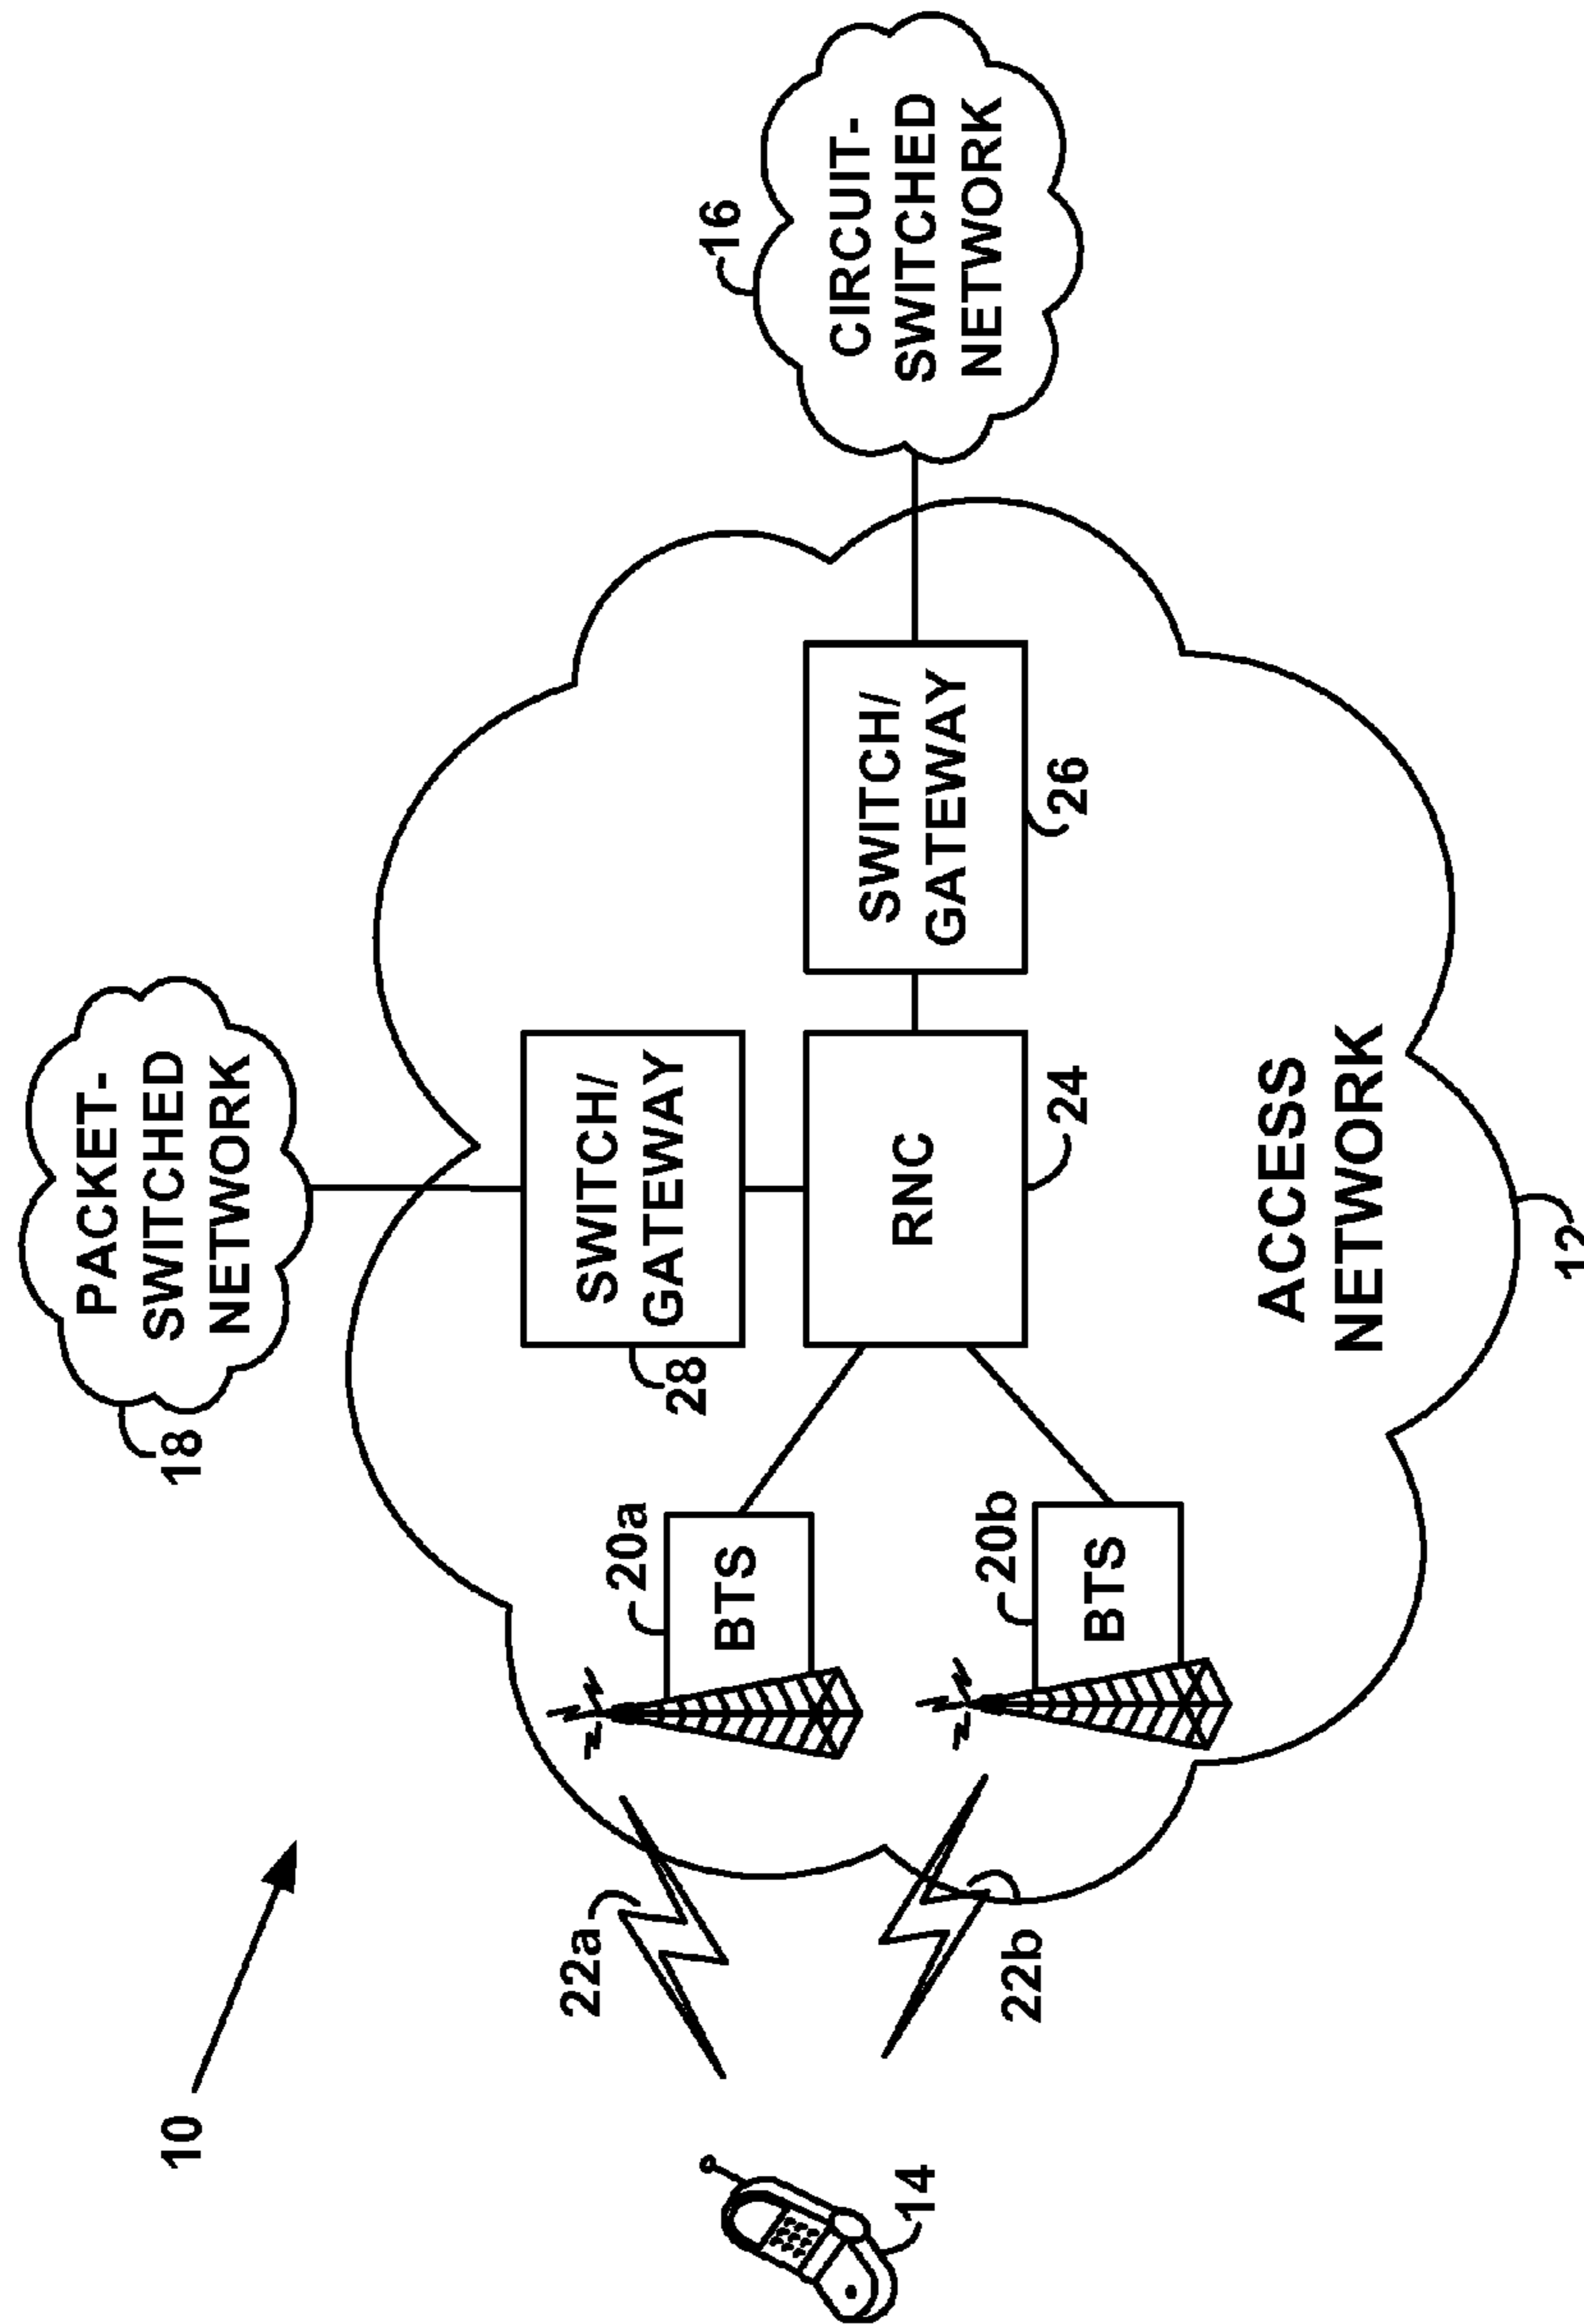 10
PACKET-
SWITCHED
NETWORK
18
16
CIRCUIT-
SWITCHED
NETWORK
SWITCH/
GATEWAY
28
SWITCH/
GATEWAY
26
RNC
24
20a
BTS
20b
BTS
22a
22b
14
ACCESS
NETWORK
12